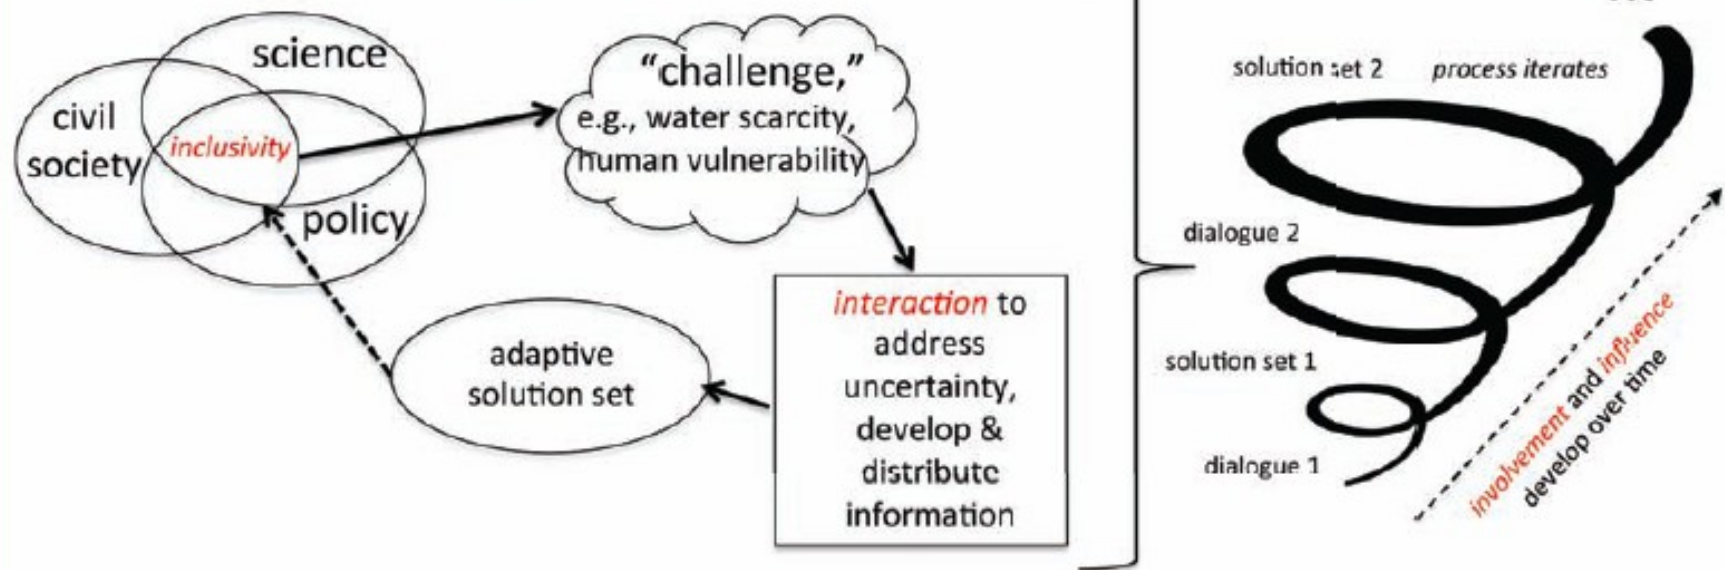 science
civil
society
inclusivity
policy
“challenge,”
e.g., water scarcity,
human vulnerability
interaction to
address
uncertainty,
develop &
distribute
information
adaptive
solution set
solution set 2
process iterates
dialogue 2
solution set 1
dialogue 1
involvement and influence
develop over time